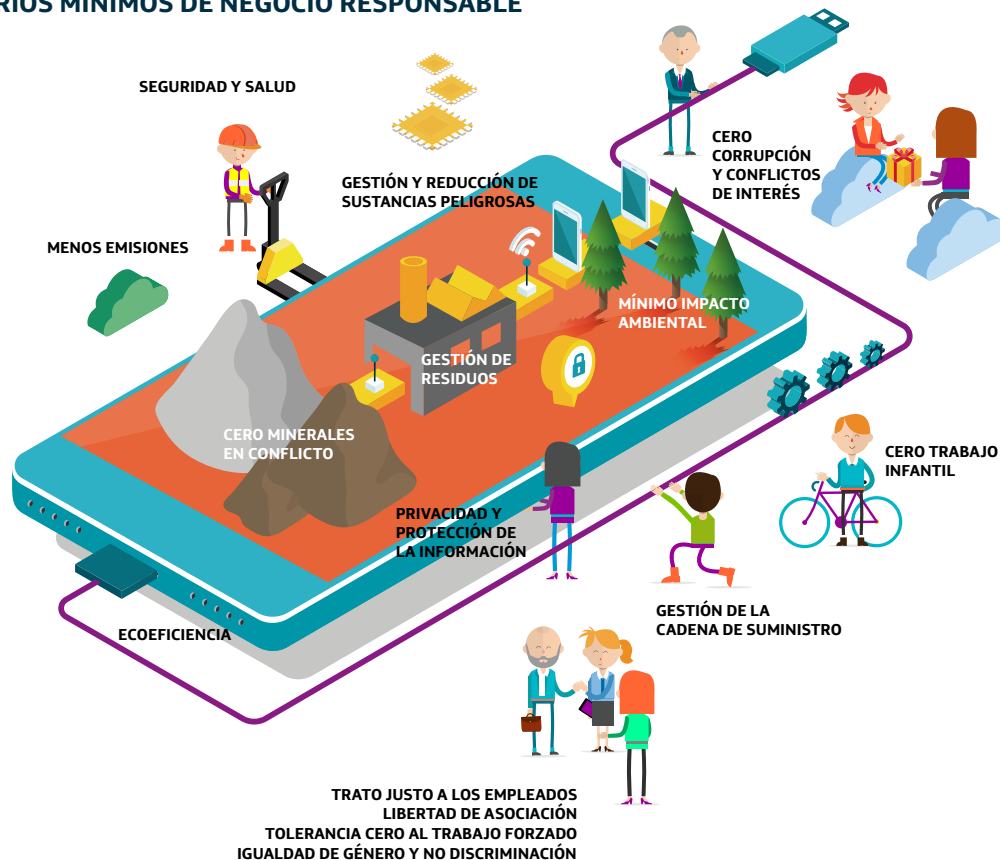 RIOS MÍNIMOS DE NEGOCIO RESPONSABLE
SEGURIDAD Y SALUD
CERO
CORRUPCIÓN
Y CONFLICTOS
DE INTERÉS
GESTIÓN Y REDUCCIÓN DE
SUSTANCIAS PELIGROSAS
MENOS EMISIONES
MÍNIMO IMPACTO
AMBIENTAL
GESTIÓN DE
RESIDUOS
CERO MINERALES
EN CONFLICTO
CERO TRABAJO
INFANTIL
PRIVACIDAD Y
PROTECCIÓN DE
LA INFORMACIÓN
GESTIÓN DE LA
CADENA DE SUMINISTRO
ECOEFICIENCIA
TRATO JUSTO A LOS EMPLEADOS
LIBERTAD DE ASOCIACIÓN
TOLERANCIA CERO AL TRABAJO FORZADO
IGUALDAD DE GÉNERO Y NO DISCRIMINACIÓN